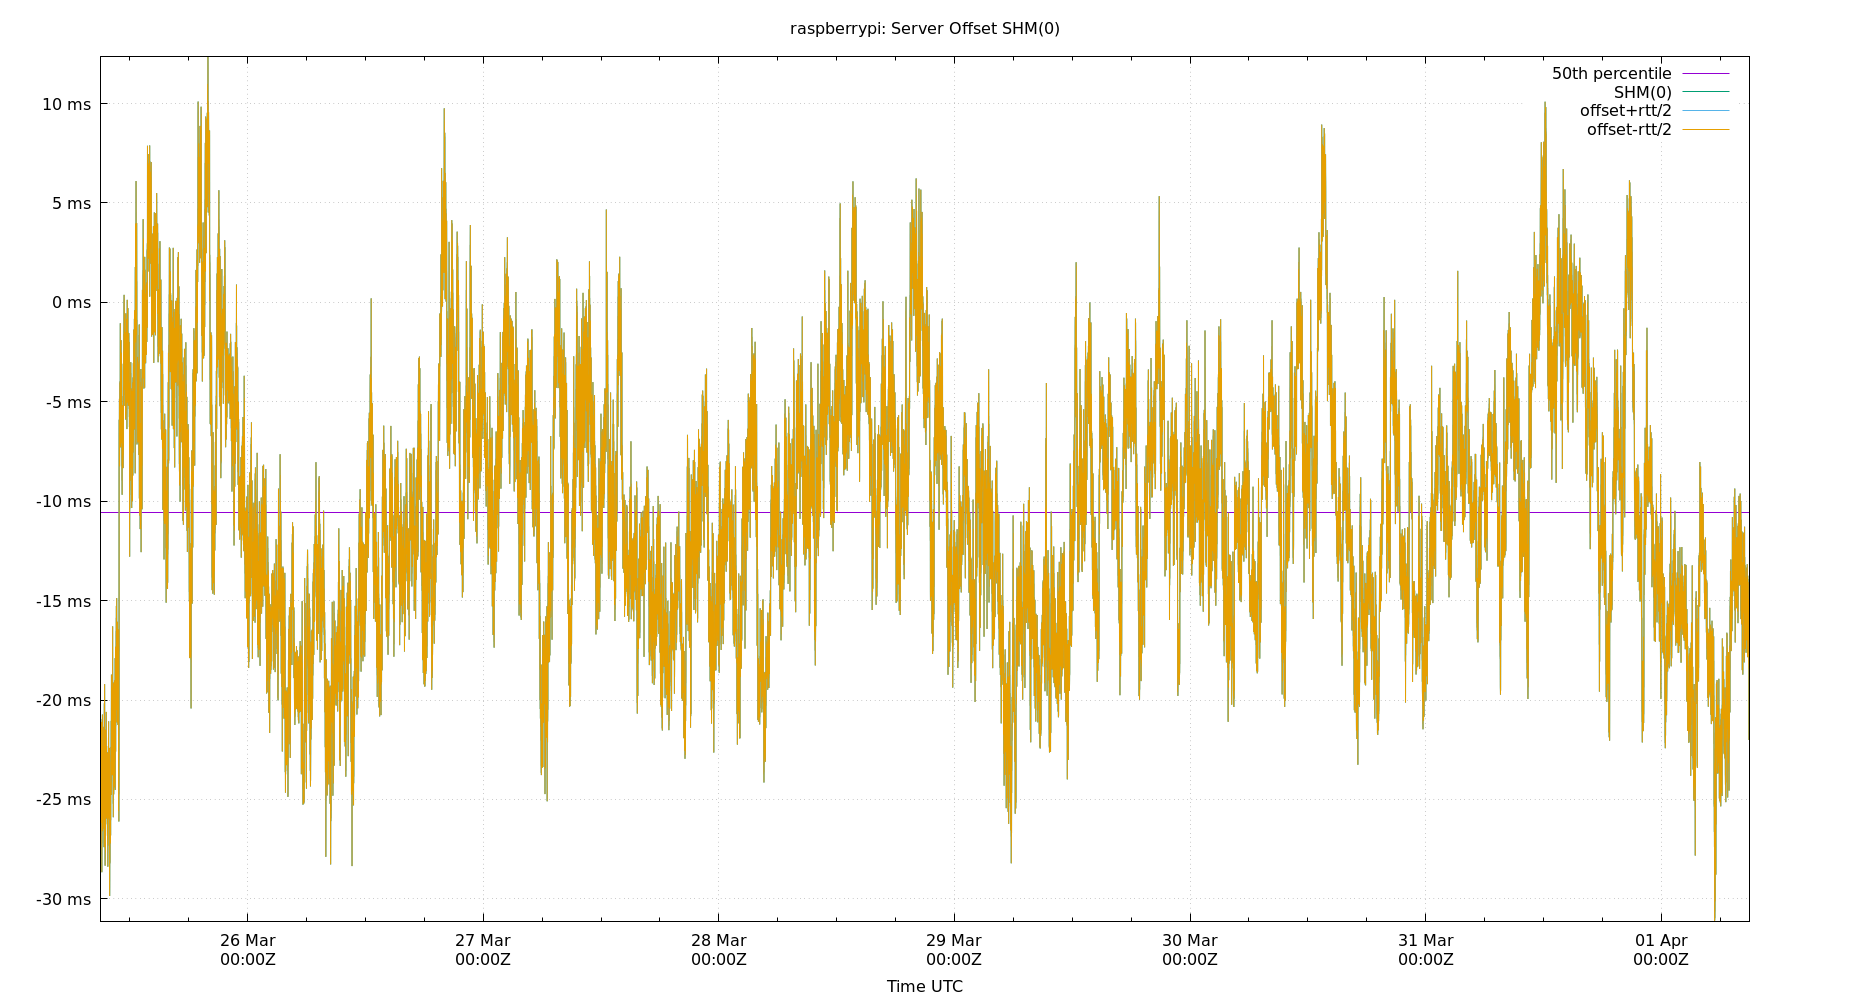 raspberrypi: Server Offset SHM(0)
50th percentile
SHM(0)
offset+rtt/2
offset-rtt/2
10 ms
5 ms
0 ms
-5 ms
-10 ms
-15 ms
-20 ms
-25 ms
-30 ms
26 Mar 27 Mar 28 Mar 29 Mar 30 Mar 31 Mar 01 Apr
00:00Z 00:00Z 00:00Z 00:00Z 00:00Z 00:00Z 00:00Z
Time UTC